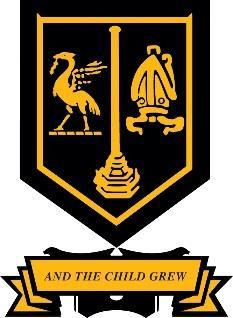 AND THE CHILD GREW